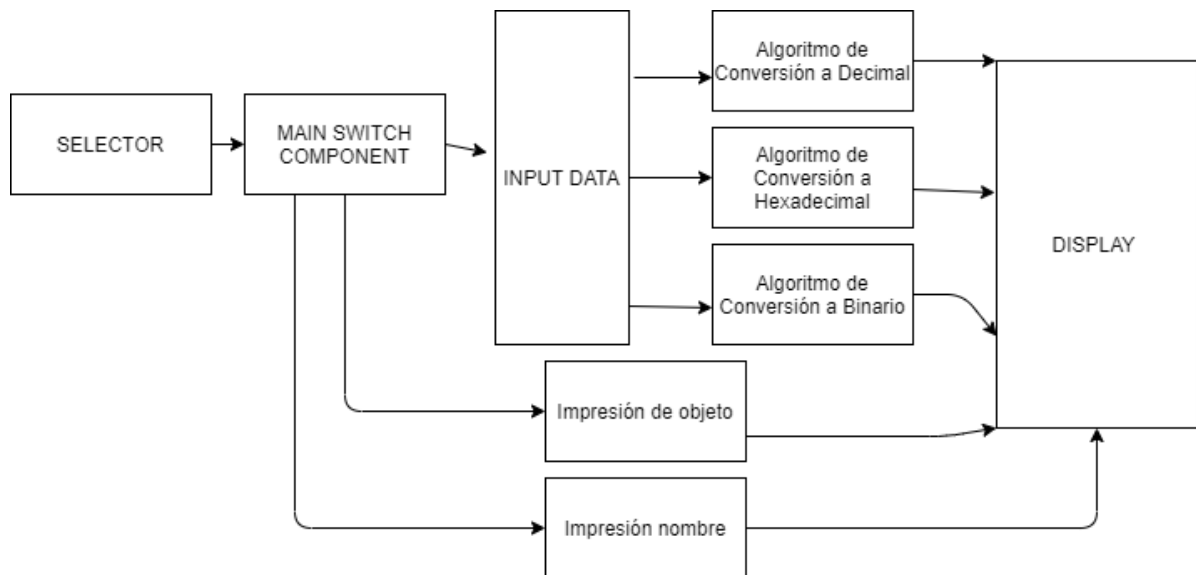 SELECTOR
MAIN SWITCH
COMPONENT
INPUT DATA
Algoritmo de
Conversión a Decimal
Algoritmo de
Conversión a
Hexadecimal
Algoritmo de
Conversión a Binario
DISPLAY
Impresión de objeto
Impresión nombre